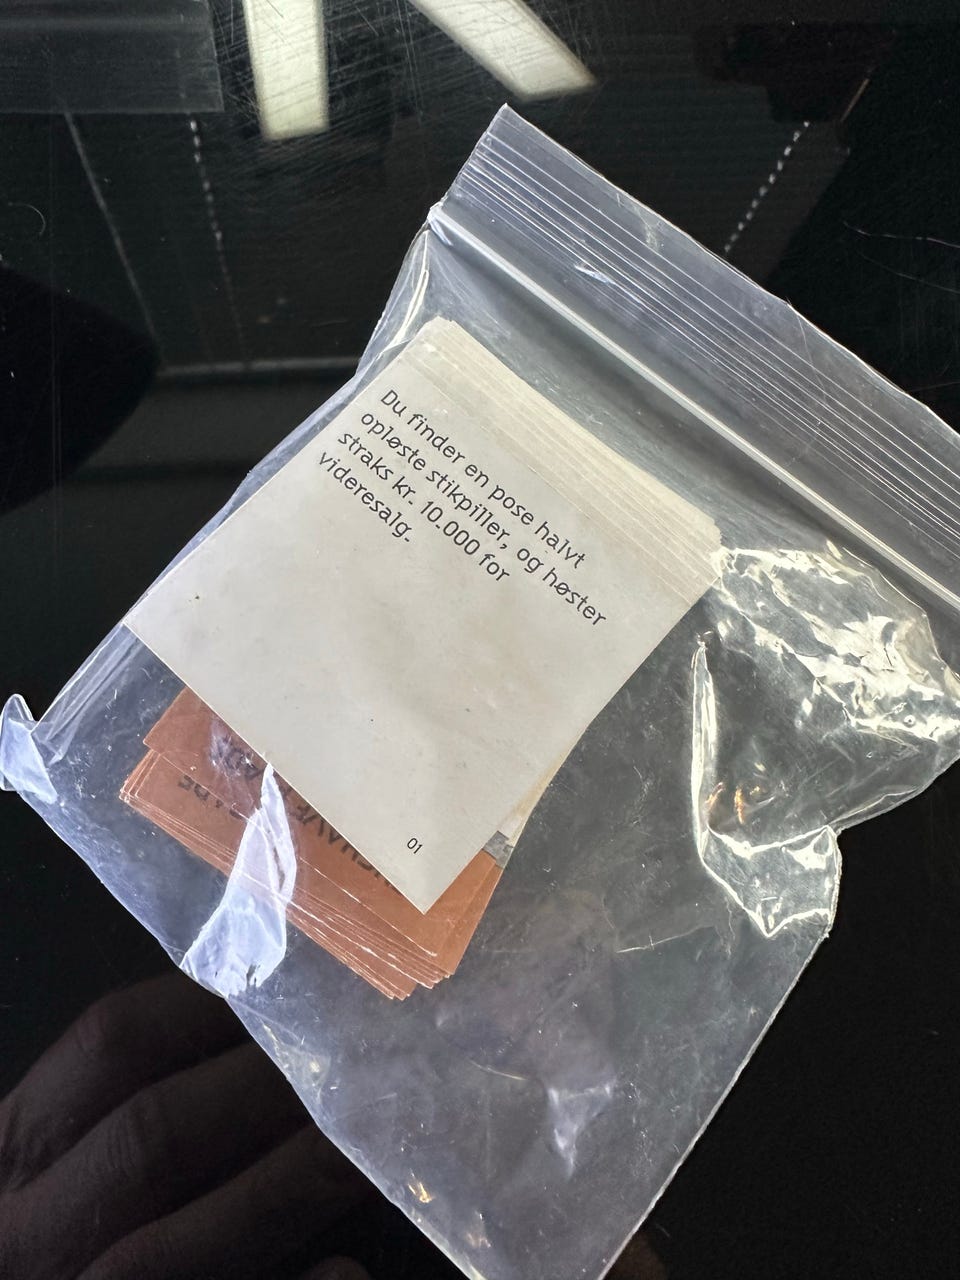 Du finder en pose halvt
opløste stikpiller, og høster
straks kr. 10.000 for
videresalg.
01